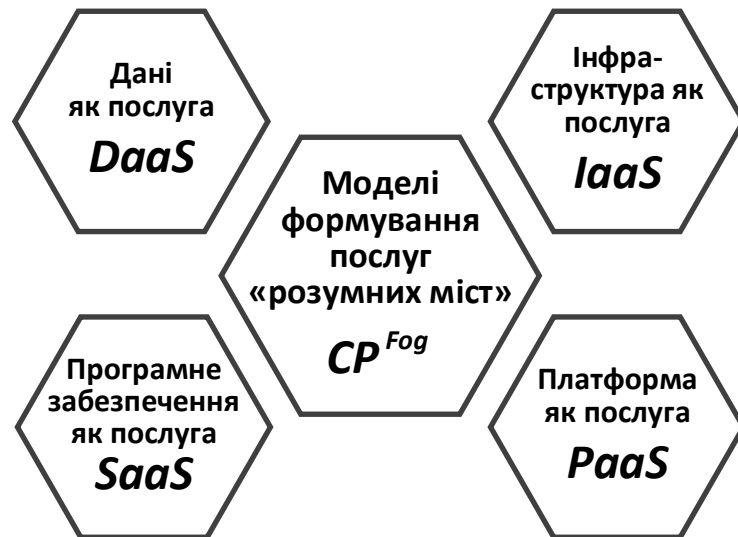 Дані
як послуга
DaaS
Інфра-
структура як
послуга
IaaS
Моделі
формування
послуг
«розумних міст»
CP Fog
Програмне
забезпечення
як послуга
SaaS
Платформа
як послуга
PaaS